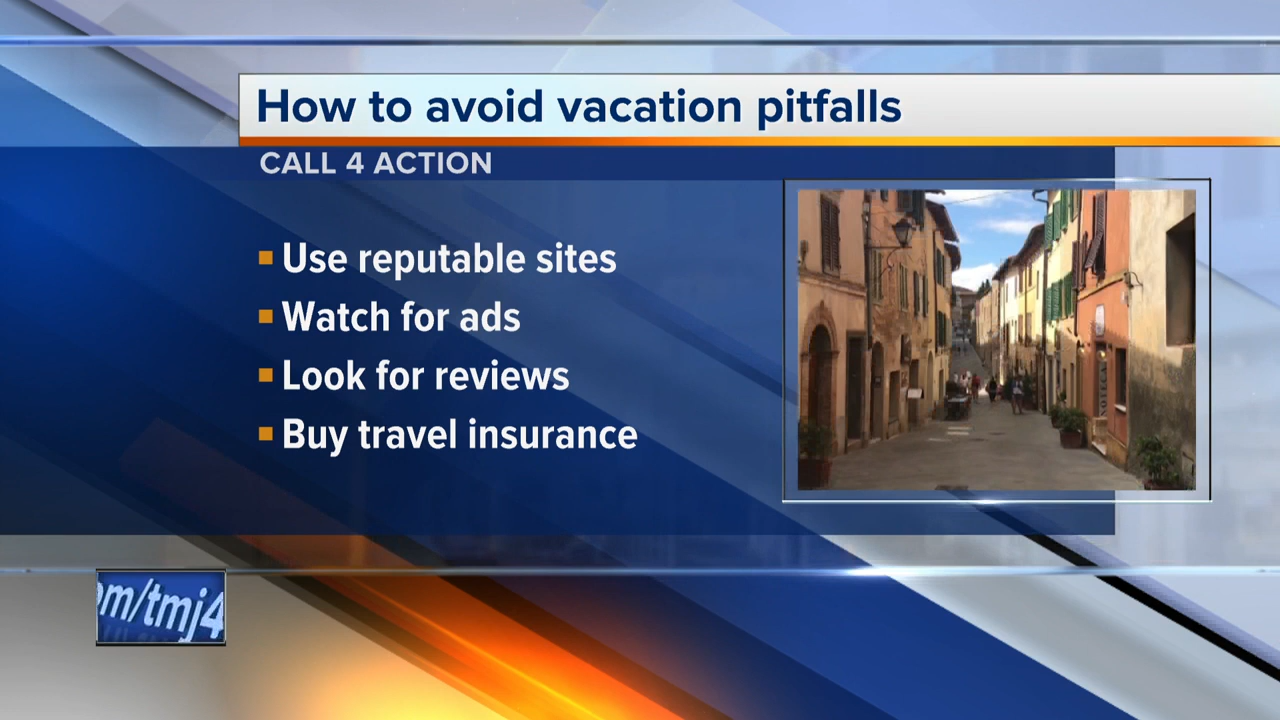 How to avoid vacation pitfalls
CALL 4 ACTION
Use reputable sites
Watch for ads
Look for reviews
Buy travel insurance
om/tmj4